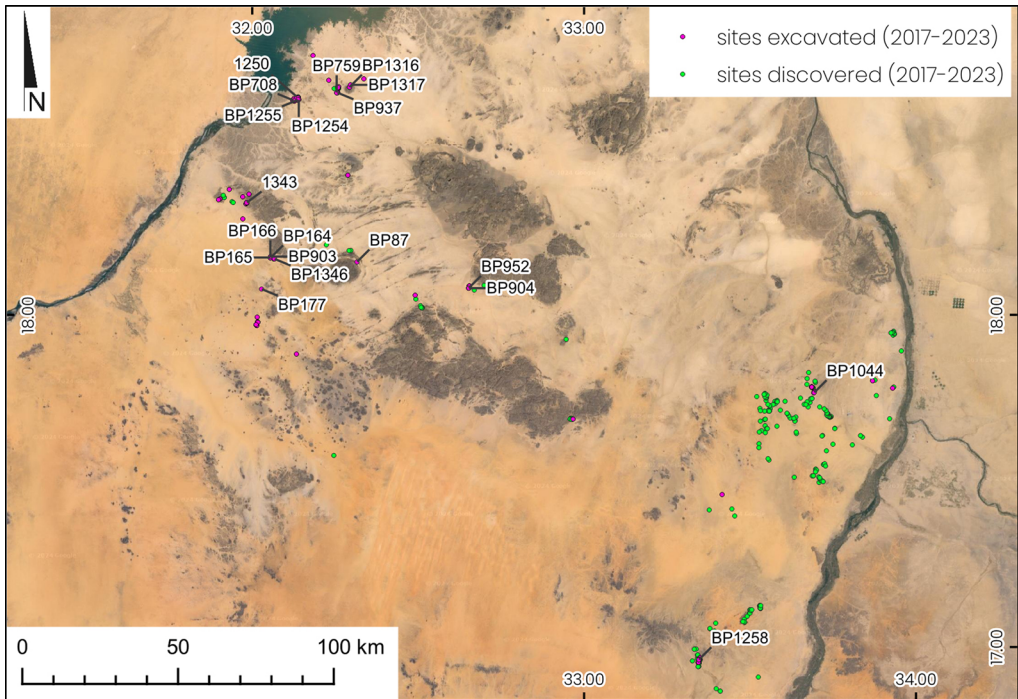 32.00
33.00
sites excavated (2017-2023)
sites discovered (2017-2023)
N
1250
BP759
BP1316
BP708
BP1317
BP1255
BP937
BP1254
1343
BP166
BP164
BP87
BP165
BP903
BP1346
BP952
BP904
BP177
18.00
18.00
BP1044
BP1258
17.00
0
50
100 km
33.00
34.00